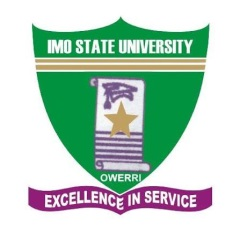 IMO STATE UNIVERSITY
OWERRI
EXCELLENCE IN SERVICE